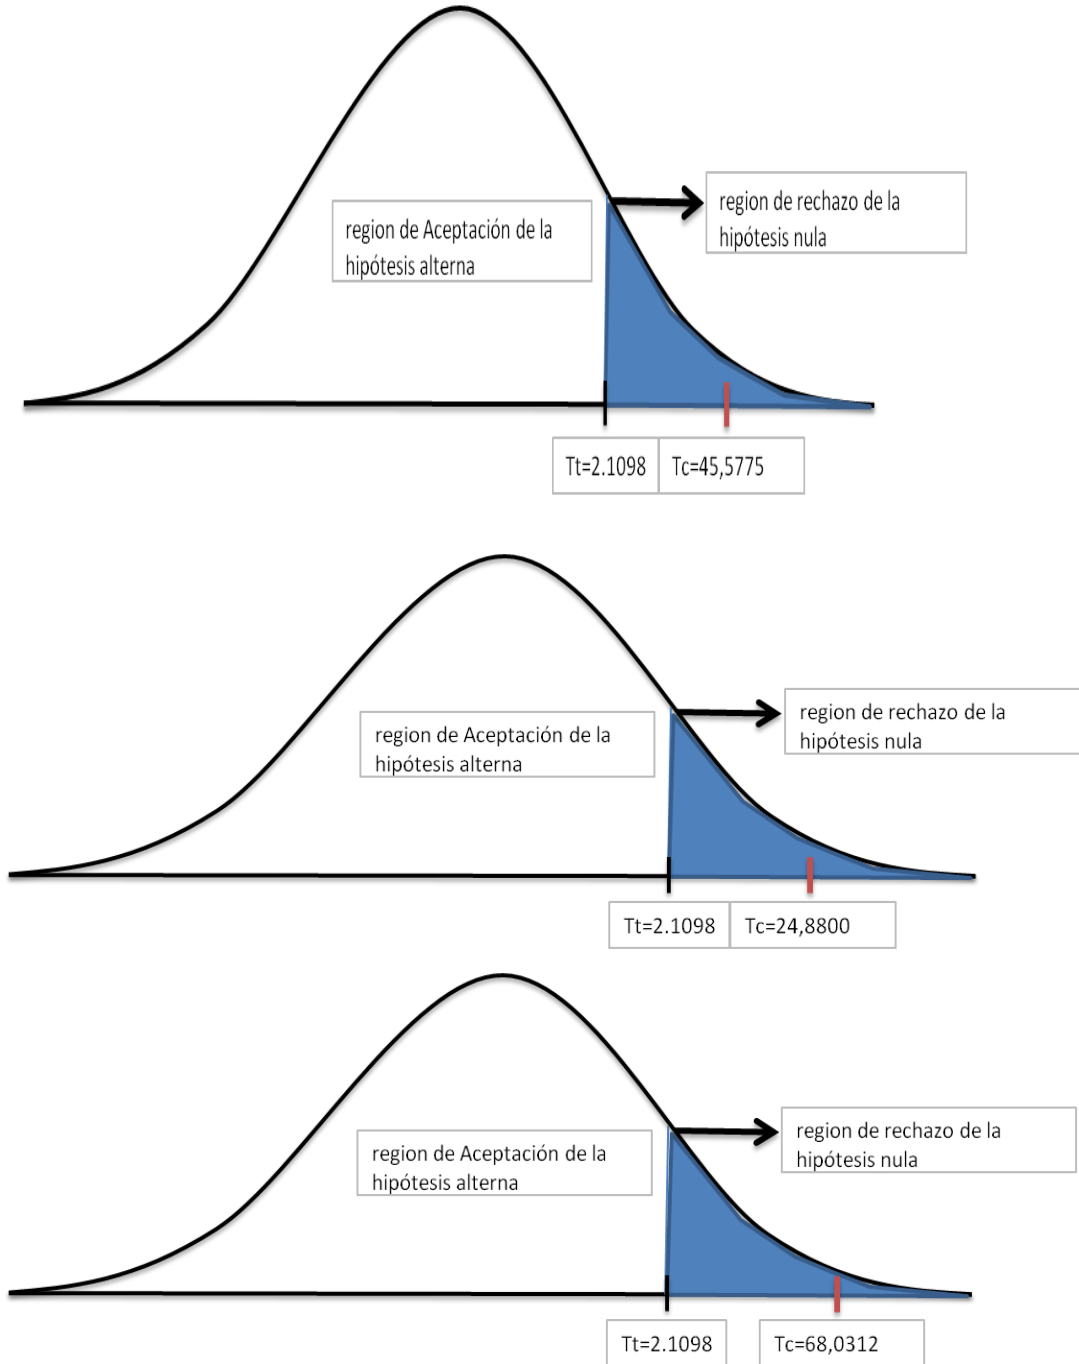 region de rechazo de la
hipótesis nula
region de Aceptación de la
hipótesis alterna
Tt=2.1098
Tc=45,5775
region de rechazo de la
hipótesis nula
region de Aceptación de la
hipótesis alterna
Tt=2.1098
Tc=24,8800
region de rechazo de la
hipótesis nula
region de Aceptación de la
hipótesis alterna
Tt=2.1098
Tc=68,0312